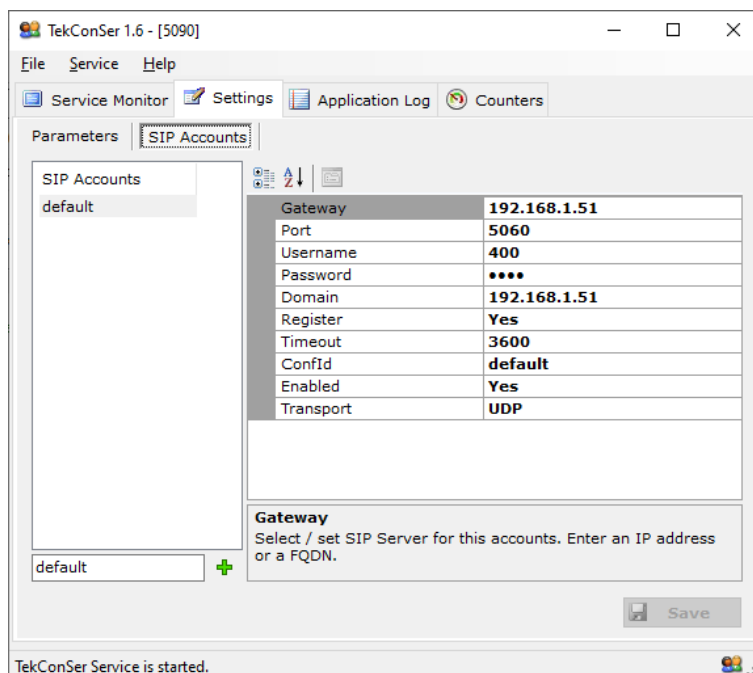 TekConSer 1.6 - [5090]
File Service Help
Service Monitor Settings Application Log Counters
Parameters SIP Accounts
SIP Accounts
default
A
Z
Gateway 192.168.1.51
Port 5060
Username 400
Password ••••
Domain 192.168.1.51
Register Yes
Timeout 3600
ConfId default
Enabled Yes
Transport UDP
Gateway
Select / set SIP Server for this accounts. Enter an IP address
or a FQDN.
default
Save
TekConSer Service is started.